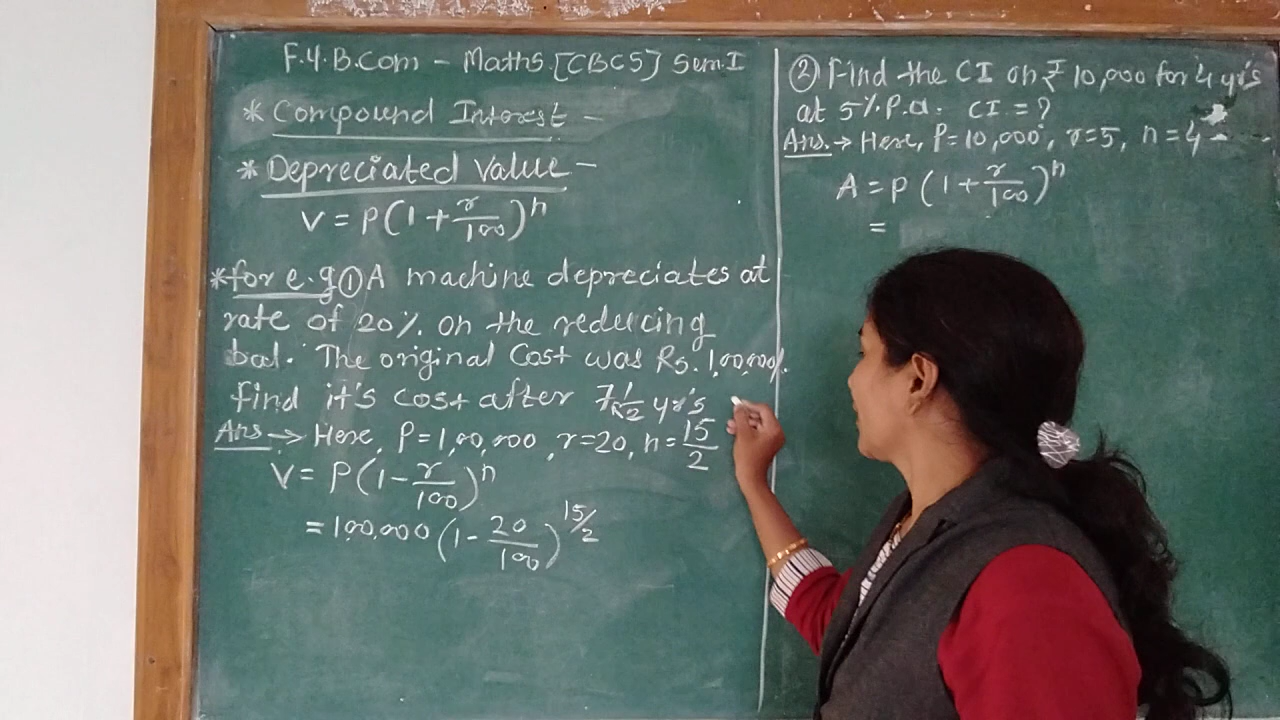 F.Y.B.Com - Maths [CBCS] Sem.I
* Compound Interest -
* Depreciated Value -
V = P(1 + r/100)^n
* for e.g ① A machine depreciates at
rate of 20% on the reducing
bal. The original Cost was Rs. 1,00,000/.
find it's cost after 7 1/2 yr's
Ans → Here, P = 1,00,000, r = 20, n = 15/2
V = P(1 - r/100)^n
= 1,00,000 (1 - 20/100)^15/2
② Find the CI on ₹ 10,000 for 4 yr's
at 5% P.a. CI = ?
Ans. → Here, P = 10,000, r = 5, n = 4
A = P (1 + r/100)^n
=